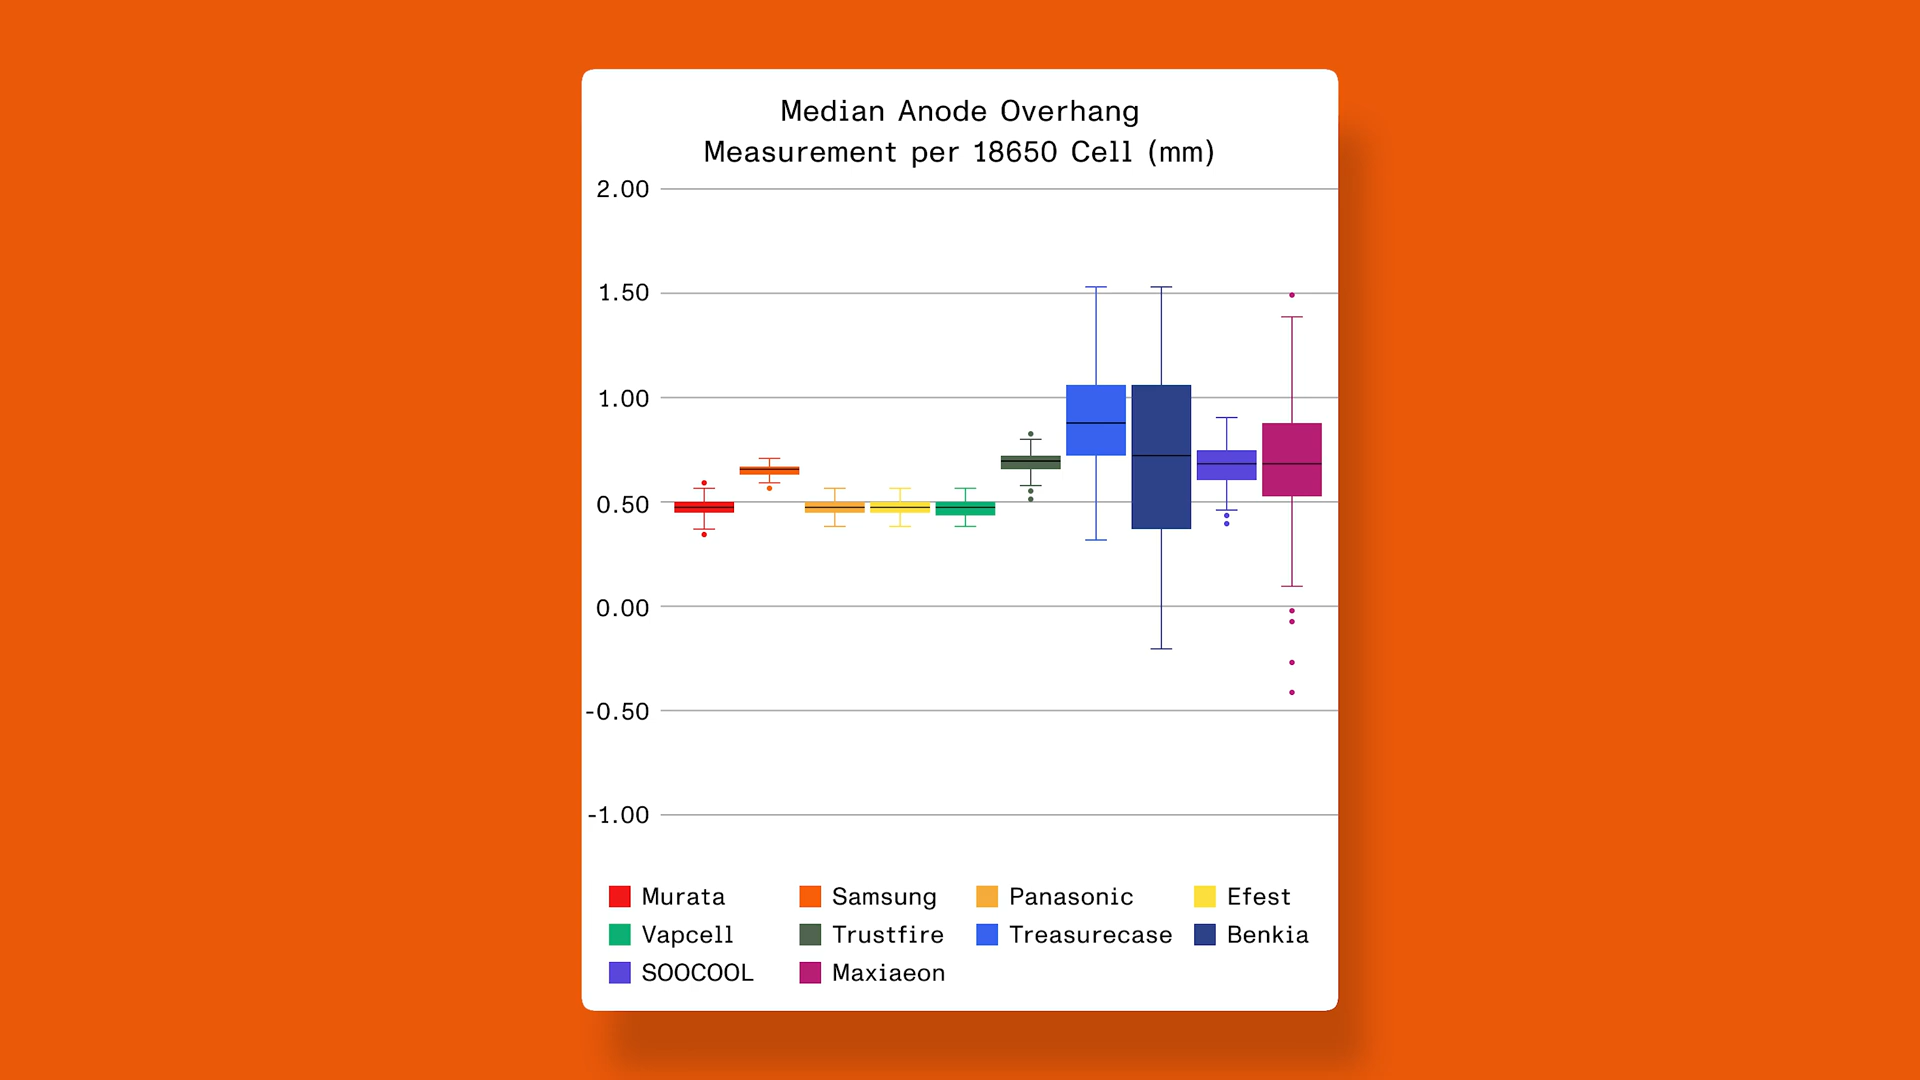 Median Anode Overhang
Measurement per 18650 Cell (mm)
2.00
1.50
1.00
0.50
0.00
-0.50
-1.00
Murata Samsung Panasonic Efest
Vapcell Trustfire Treasurecase Benkia
SOOCOOL Maxiaeon